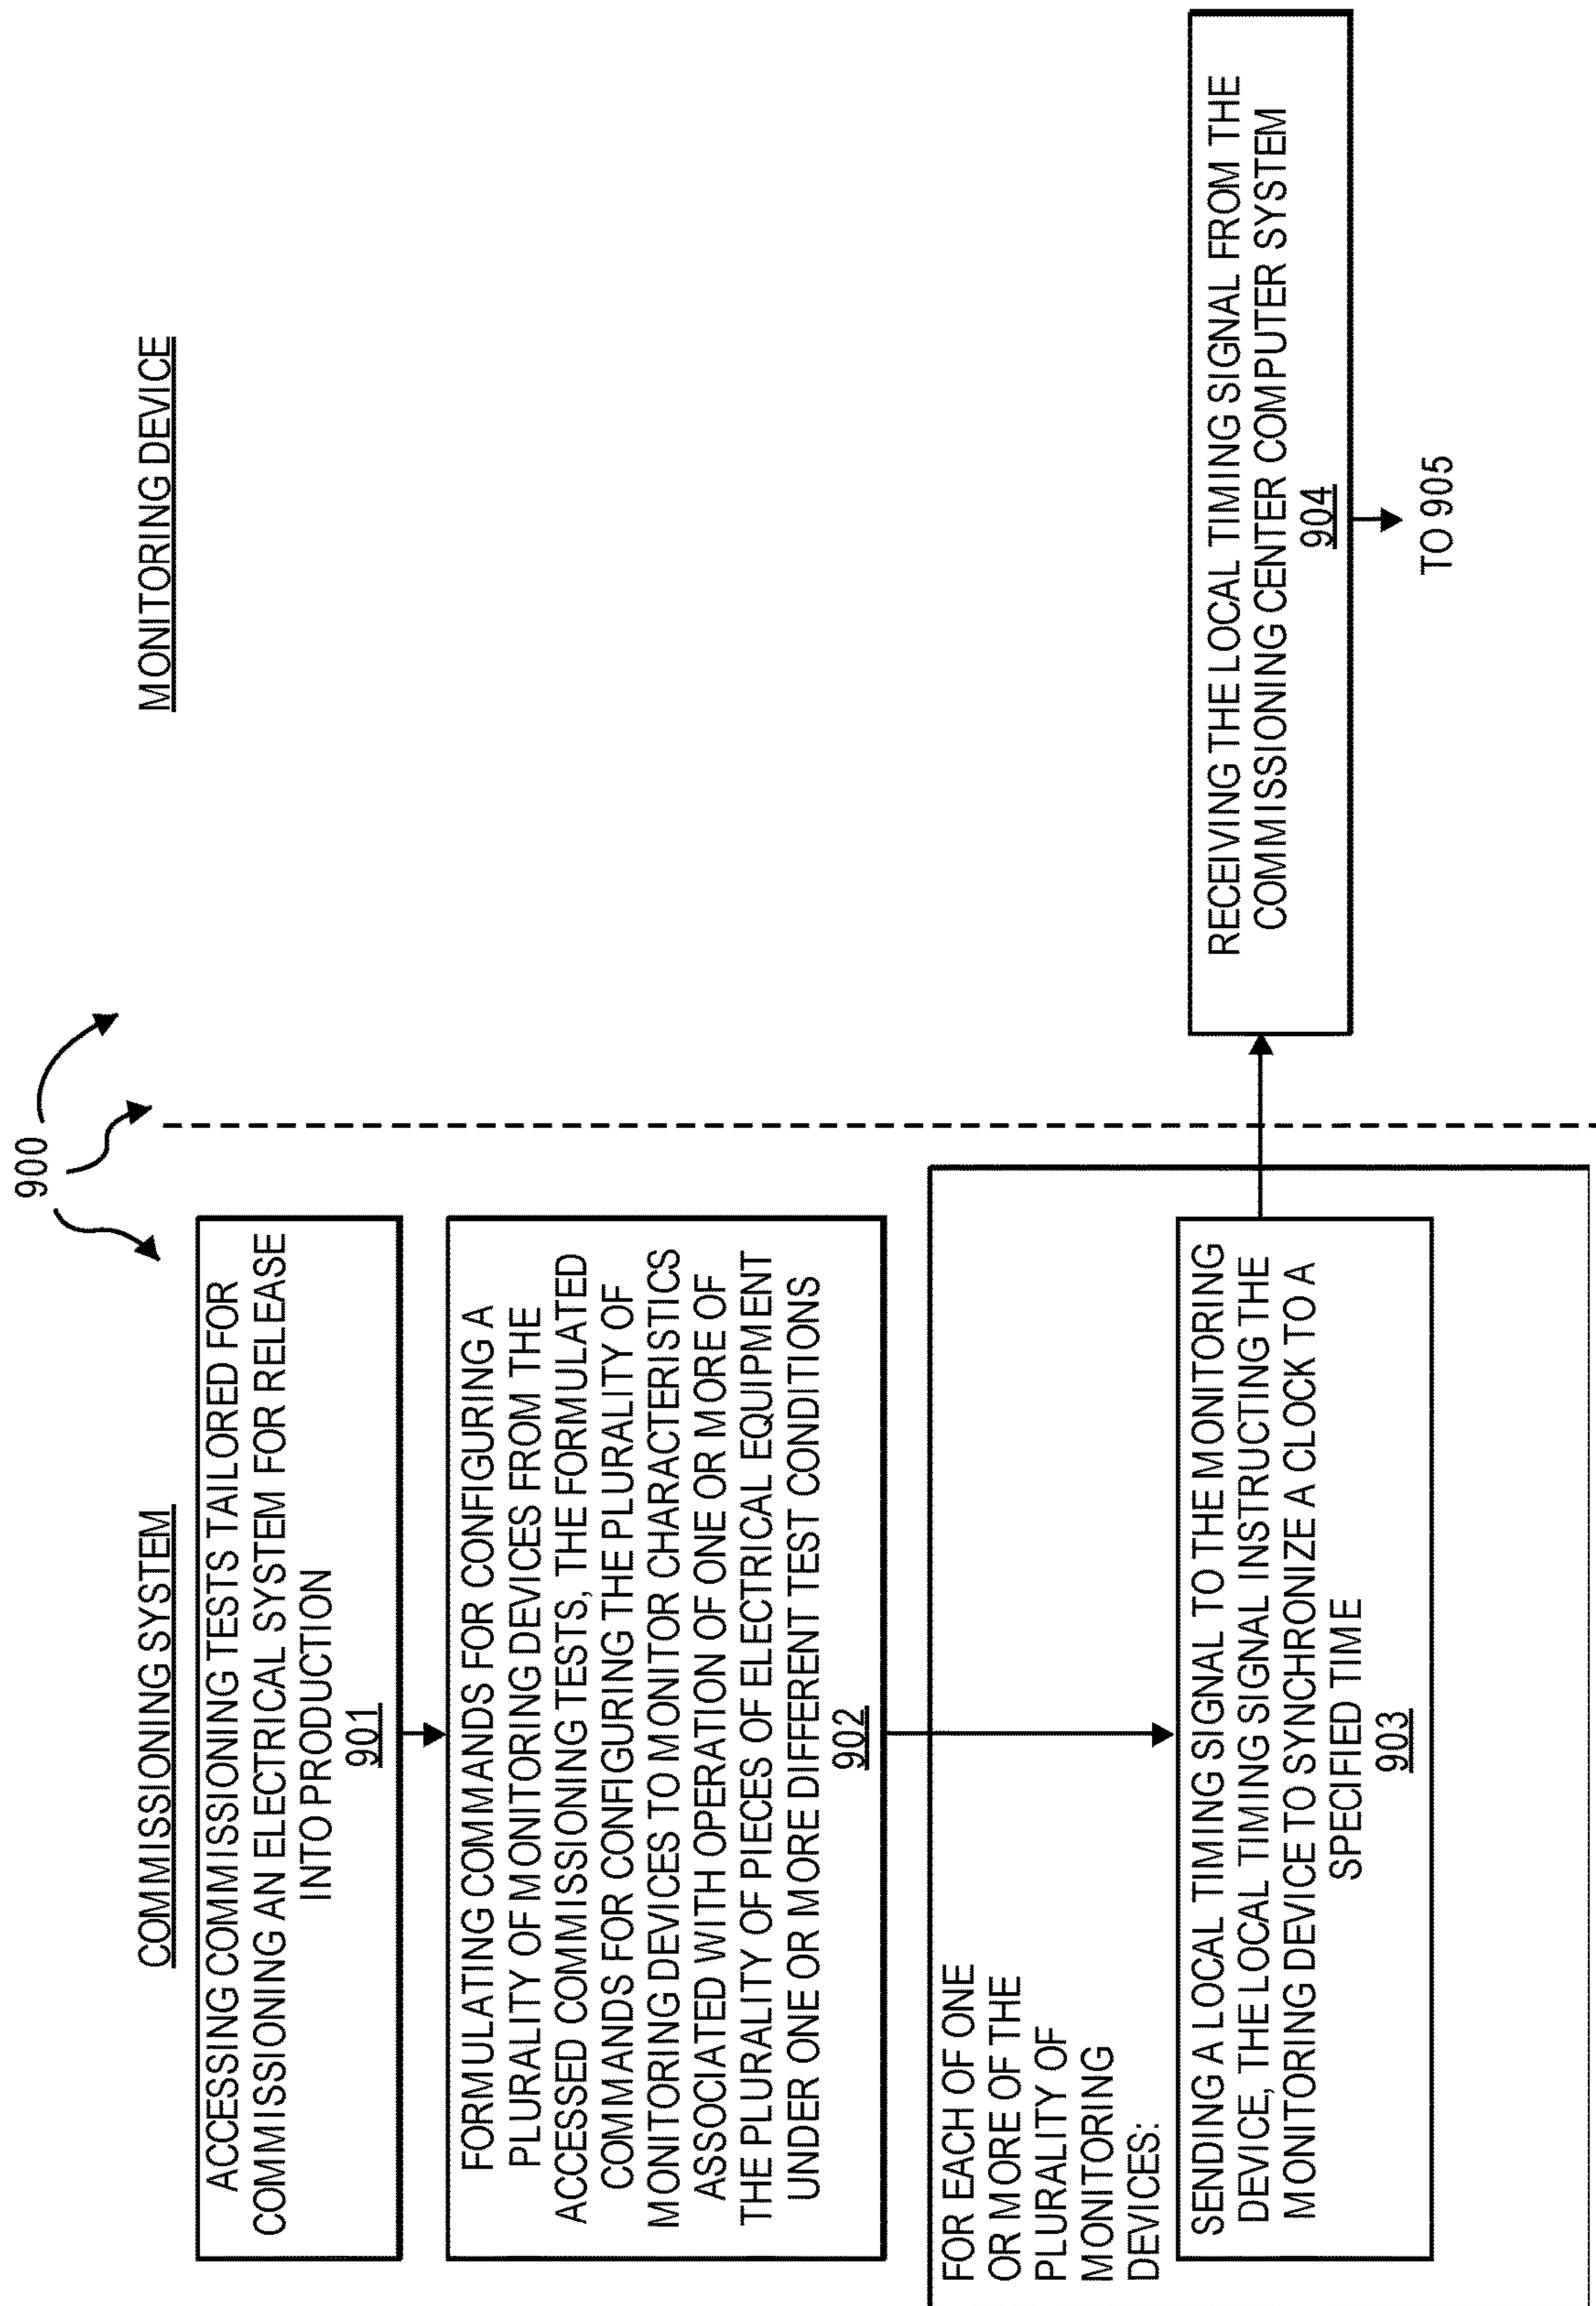 900
COMMISSIONING SYSTEM
MONITORING DEVICE
ACCESSING COMMISSIONING TESTS TAILORED FOR
COMMISSIONING AN ELECTRICAL SYSTEM FOR RELEASE
INTO PRODUCTION
901
FORMULATING COMMANDS FOR CONFIGURING A
PLURALITY OF MONITORING DEVICES FROM THE
ACCESSED COMMISSIONING TESTS, THE FORMULATED
COMMANDS FOR CONFIGURING THE PLURALITY OF
MONITORING DEVICES TO MONITOR CHARACTERISTICS
ASSOCIATED WITH OPERATION OF ONE OR MORE OF
THE PLURALITY OF PIECES OF ELECTRICAL EQUIPMENT
UNDER ONE OR MORE DIFFERENT TEST CONDITIONS
902
FOR EACH OF ONE
OR MORE OF THE
PLURALITY OF
MONITORING
DEVICES:
SENDING A LOCAL TIMING SIGNAL TO THE MONITORING
DEVICE, THE LOCAL TIMING SIGNAL INSTRUCTING THE
MONITORING DEVICE TO SYNCHRONIZE A CLOCK TO A
SPECIFIED TIME
903
RECEIVING THE LOCAL TIMING SIGNAL FROM THE
COMMISSIONING CENTER COMPUTER SYSTEM
904
TO 905